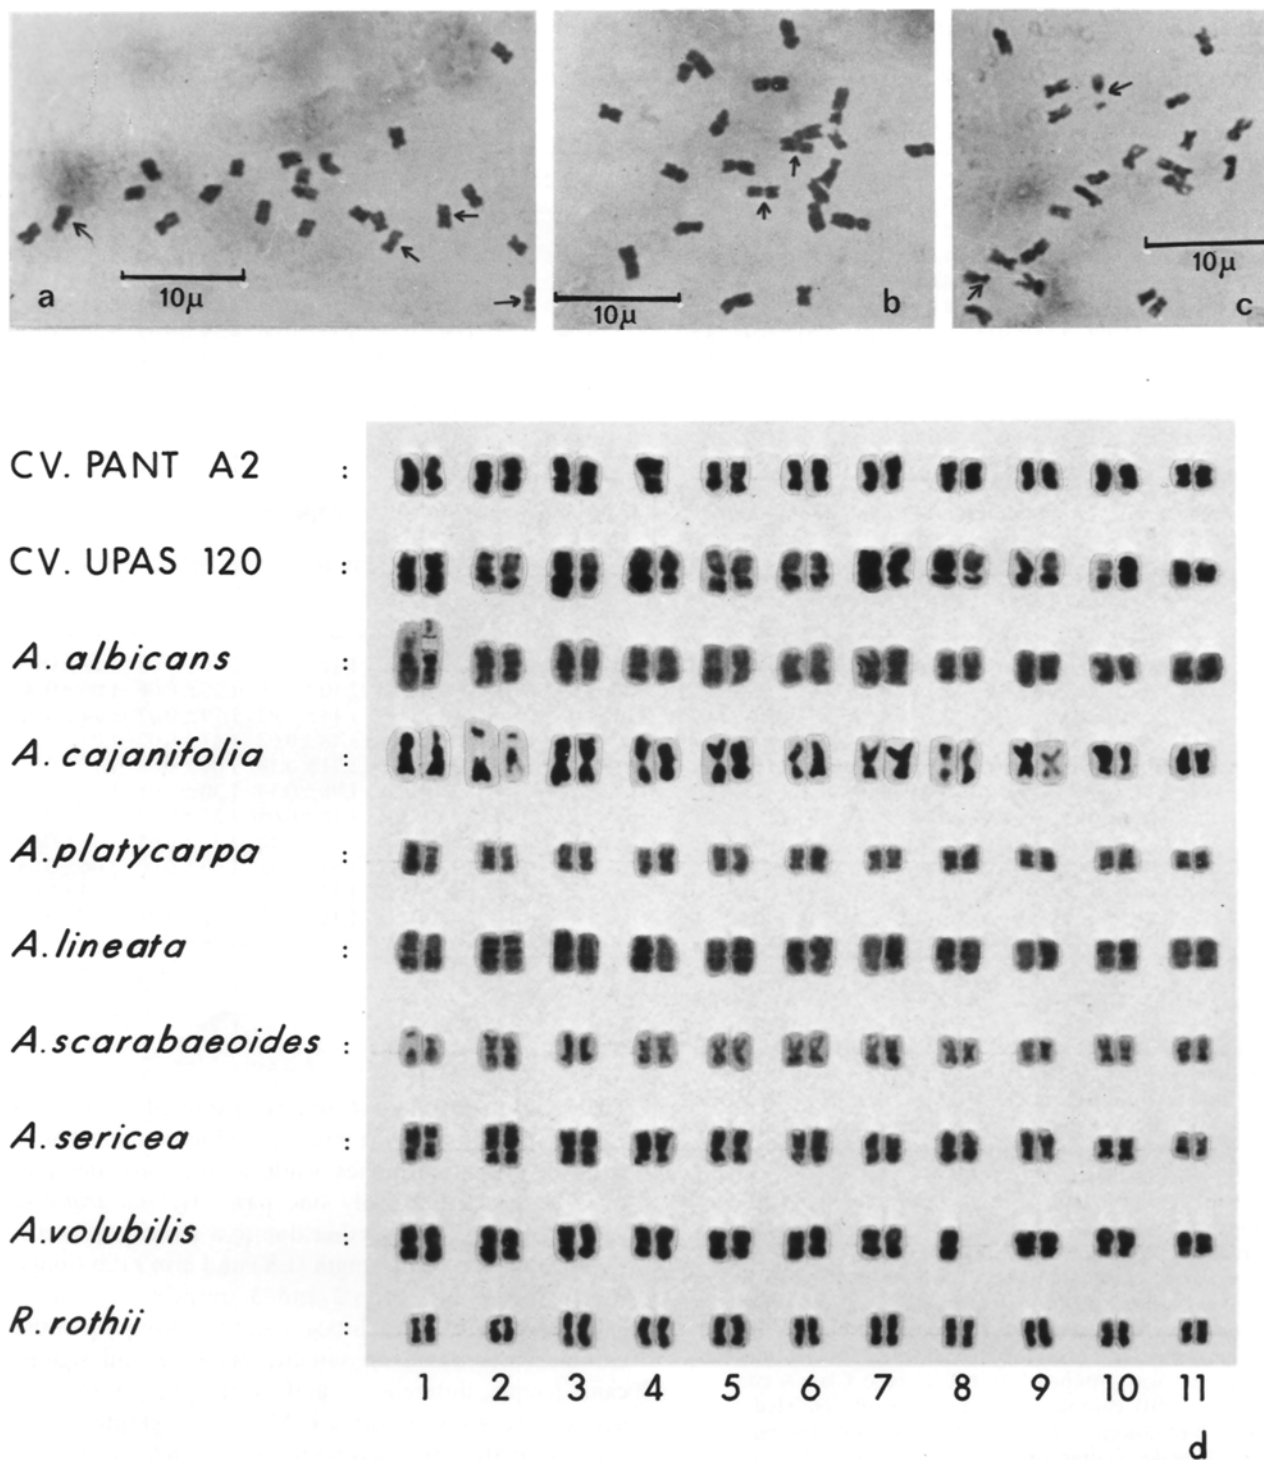 a
10μ
b
10μ
c
10μ
CV. PANT A2 :
CV. UPAS 120 :
A. albicans :
A. cajanifolia :
A. platycarpa :
A. lineata :
A. scarabaeoides :
A. sericea :
A. volubilis :
R. rothii :
1 2 3 4 5 6 7 8 9 10 11
d